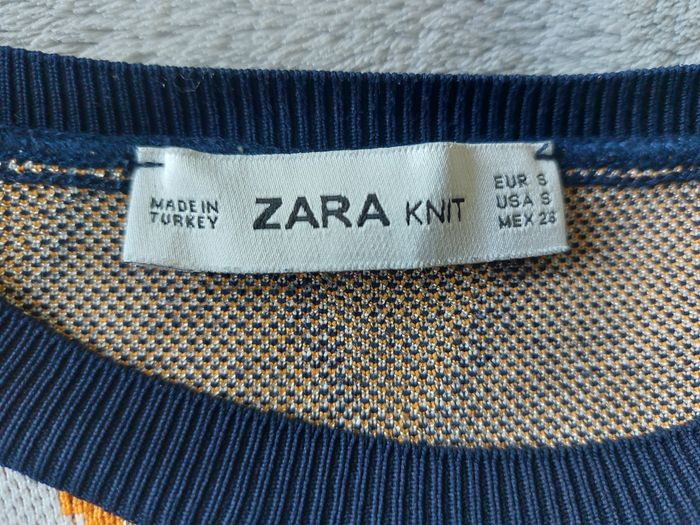 MADE IN
TURKEY
ZARA KNIT
EUR S
USA S
MEX 26